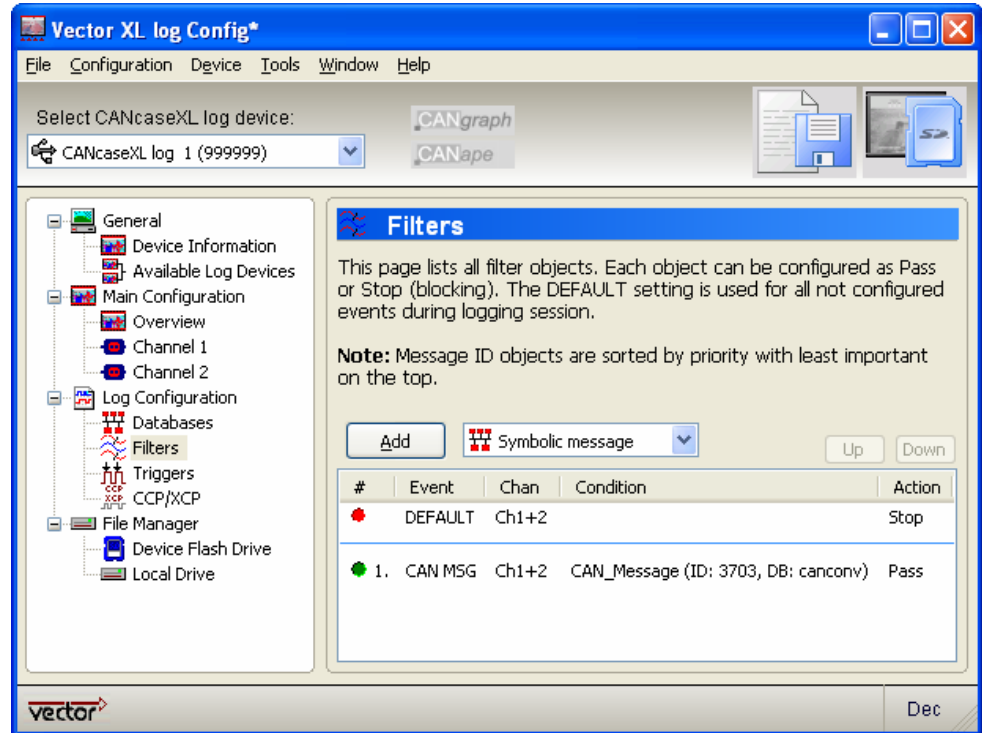 Vector XL log Config*
File Configuration Device Tools Window Help
Select CANcaseXL log device:
CANcaseXL log 1 (999999)
.CANgraph
.CANape
SD
General
Device Information
Available Log Devices
Main Configuration
Overview
Channel 1
Channel 2
Log Configuration
Databases
Filters
Triggers
CCP XCP
CCP/XCP
File Manager
Device Flash Drive
Local Drive
Filters
This page lists all filter objects. Each object can be configured as Pass
or Stop (blocking). The DEFAULT setting is used for all not configured
events during logging session.
Note: Message ID objects are sorted by priority with least important
on the top.
Add
Symbolic message
Up Down
# Event Chan Condition Action
DEFAULT Ch1+2 Stop
1. CAN MSG Ch1+2 CAN_Message (ID: 3703, DB: canconv) Pass
vector
Dec